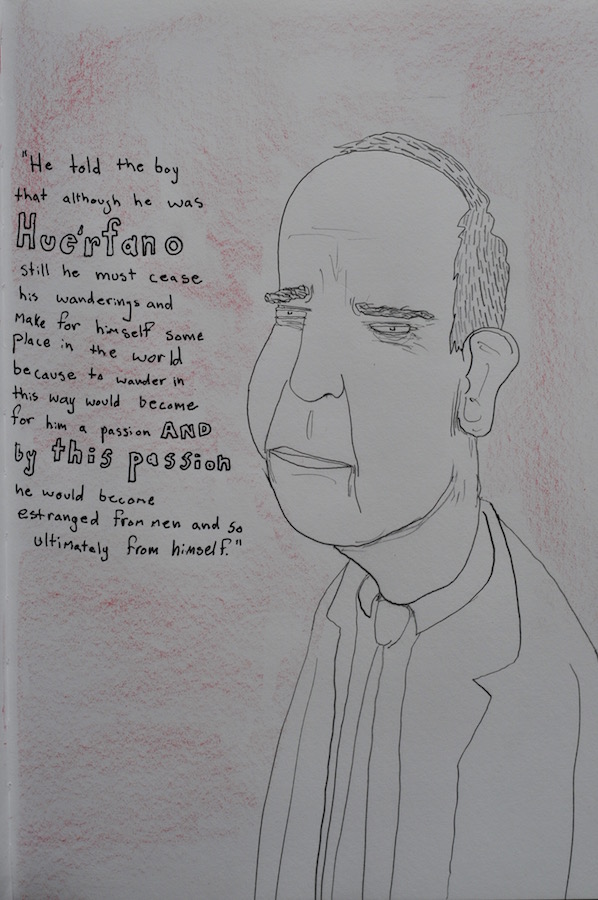 "He told the boy
that although he was
Huérfano
still he must cease
his wanderings and
make for himself some
place in the world
because to wander in
this way would become
for him a passion AND
by this passion
he would become
estranged from men and so
ultimately from himself."